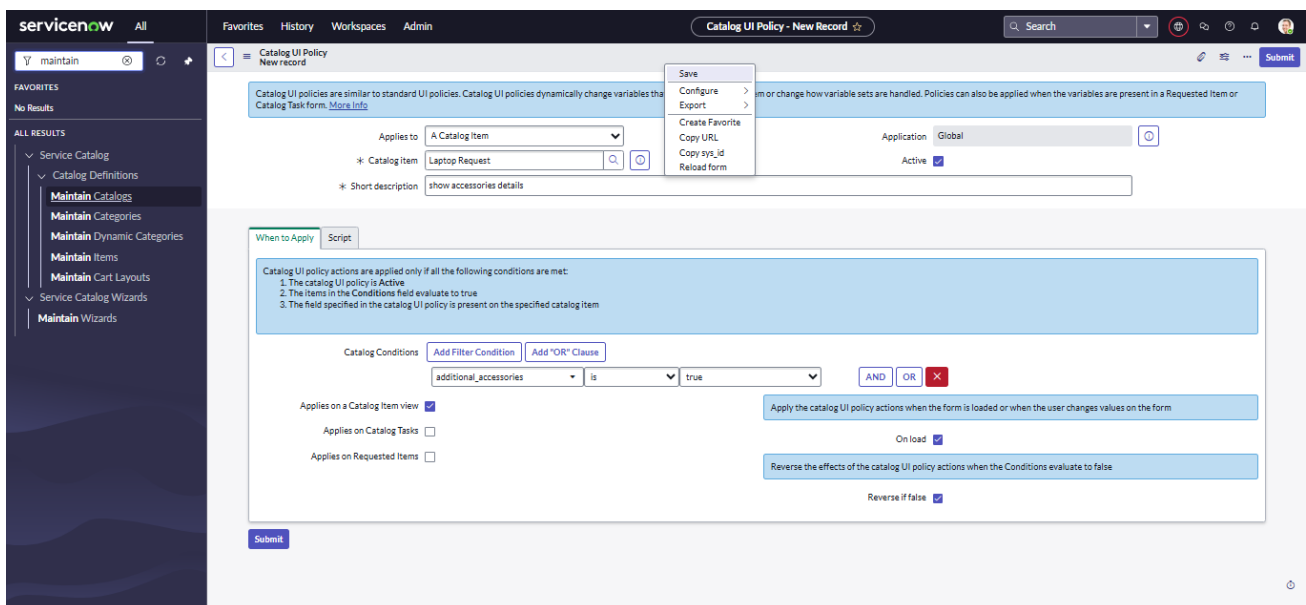 servicenow All Favorites History Workspaces Admin Catalog UI Policy - New Record Search
maintain
Catalog UI Policy
New record
Submit
Save
Configure
Export
Create Favorite
Copy URL
Copy sys_id
Reload form
FAVORITES
No Results
ALL RESULTS
Service Catalog
Catalog Definitions
Maintain Catalogs
Maintain Categories
Maintain Dynamic Categories
Maintain Items
Maintain Cart Layouts
Service Catalog Wizards
Maintain Wizards
Catalog UI policies are similar to standard UI policies. Catalog UI policies dynamically change variables tha em or change how variable sets are handled. Policies can also be applied when the variables are present in a Requested Item or
Catalog Task form. More Info
Applies to A Catalog Item Application Global
* Catalog item Laptop Request Active
* Short description show accessories details
When to Apply Script
Catalog UI policy actions are applied only if all the following conditions are met:
1. The catalog UI policy is Active
2. The items in the Conditions field evaluate to true
3. The field specified in the catalog UI policy is present on the specified catalog item
Catalog Conditions Add Filter Condition Add "OR" Clause
additional_accessories is true AND OR
Applies on a Catalog Item view Apply the catalog UI policy actions when the form is loaded or when the user changes values on the form
Applies on Catalog Tasks On load
Applies on Requested Items Reverse the effects of the catalog UI policy actions when the Conditions evaluate to false
Reverse if false
Submit